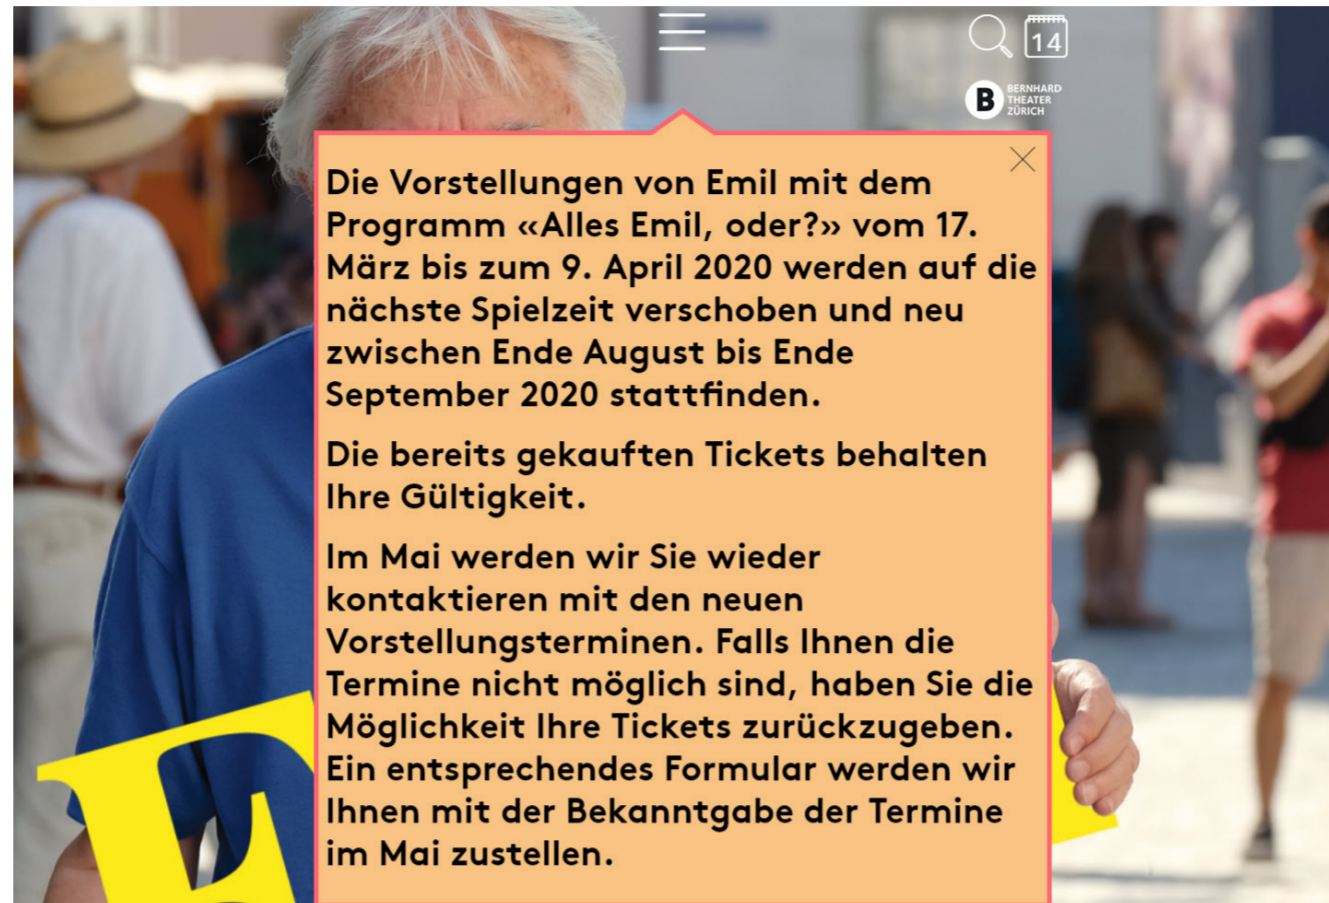 14
B BERNHARD
THEATER
ZÜRICH
Die Vorstellungen von Emil mit dem
Programm «Alles Emil, oder?» vom 17.
März bis zum 9. April 2020 werden auf die
nächste Spielzeit verschoben und neu
zwischen Ende August bis Ende
September 2020 stattfinden.
Die bereits gekauften Tickets behalten
Ihre Gültigkeit.
Im Mai werden wir Sie wieder
kontaktieren mit den neuen
Vorstellungsterminen. Falls Ihnen die
Termine nicht möglich sind, haben Sie die
Möglichkeit Ihre Tickets zurückzugeben.
Ein entsprechendes Formular werden wir
Ihnen mit der Bekanntgabe der Termine
im Mai zustellen.